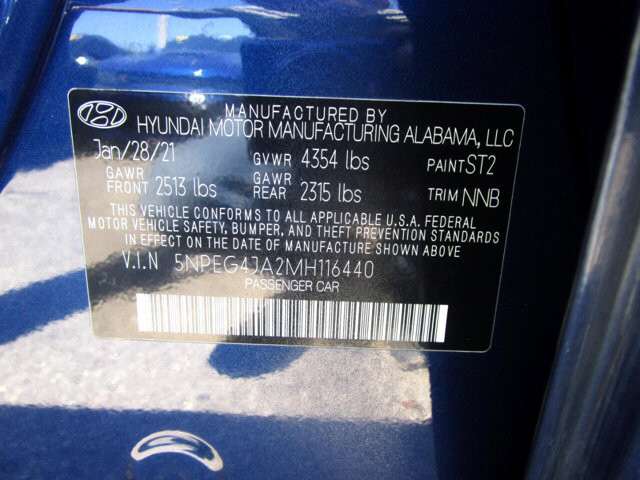 MANUFACTURED BY
HYUNDAI MOTOR MANUFACTURING ALABAMA, LLC
Jan/28/21 GVWR 4354 lbs PAINT ST2
GAWR FRONT 2513 lbs GAWR REAR 2315 lbs TRIM NNB
THIS VEHICLE CONFORMS TO ALL APPLICABLE U.S.A. FEDERAL
MOTOR VEHICLE SAFETY, BUMPER, AND THEFT PREVENTION STANDARDS
IN EFFECT ON THE DATE OF MANUFACTURE SHOWN ABOVE
V.I.N 5NPEG4JA2MH116440
PASSENGER CAR